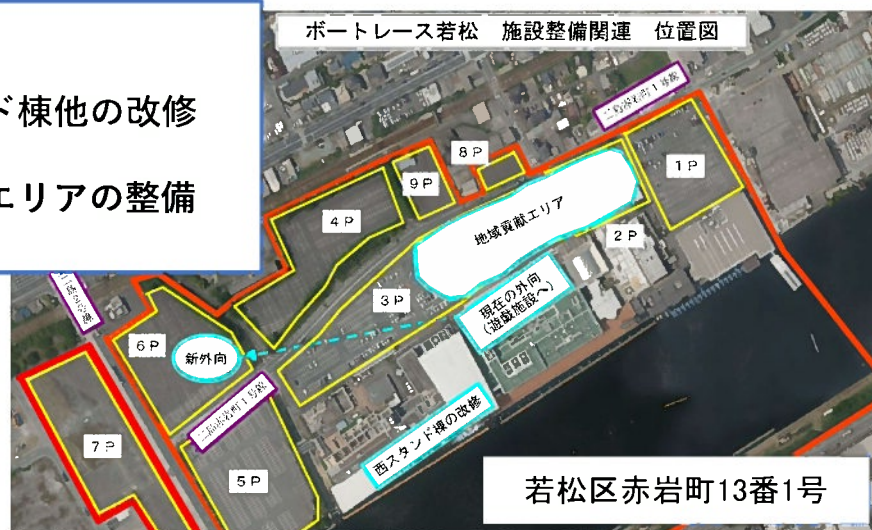 ボートレース若松　施設整備関連　位置図
ド棟他の改修
エリアの整備
8P
9P
1P
4P
地域貢献エリア
2P
3P
現在の外向
(遊戯施設へ)
6P
新外向
7P
5P
西スタンド棟の改修
若松区赤岩町13番1号